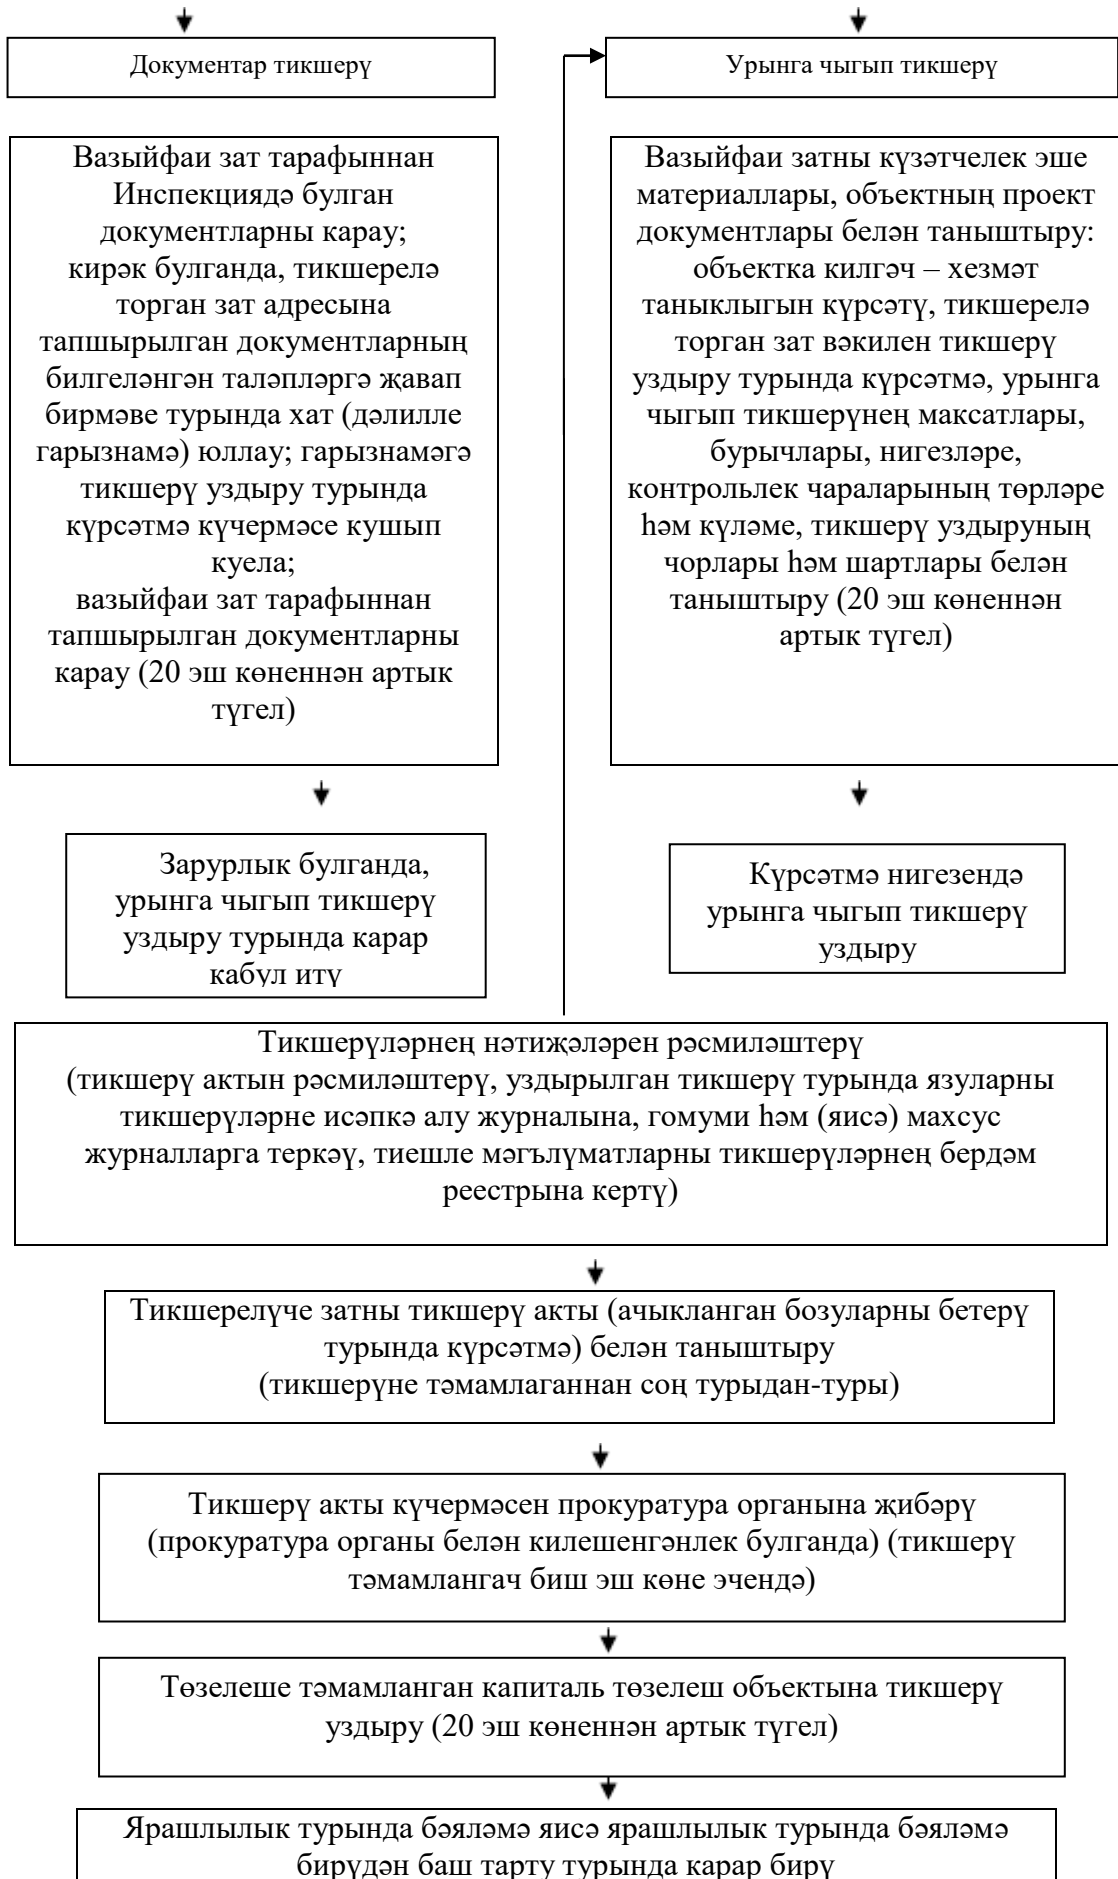 Документар тикшерү
Урынга чыгып тикшерү
Вазыйфаи зат тарафыннан
Инспекциядә булган
документларны карау;
кирәк булганда, тикшерелә
торган зат адресына
тапшырылган документларның
билгеләнгән таләпләргә җавап
бирмәве турында хат (дәлилле
гарызнамә) юллау; гарызнамәгә
тикшерү уздыру турында
күрсәтмә күчермәсе кушып
куела;
вазыйфаи зат тарафыннан
тапшырылган документларны
карау (20 эш көненнән артык
түгел)
Вазыйфаи затны күзәтчелек эше
материаллары, объектның проект
документлары белән таныштыру:
объектка килгәч – хезмәт
таныклыгын күрсәтү, тикшерелә
торган зат вәкилен тикшерү
уздыру турында күрсәтмә, урынга
чыгып тикшерүнең максатлары,
бурычлары, нигезләре,
контрольлек чараларының төрләре
һәм күләме, тикшерү уздыруның
чорлары һәм шартлары белән
таныштыру (20 эш көненнән
артык түгел)
Зарурлык булганда,
урынга чыгып тикшерү
уздыру турында карар
кабул итү
Күрсәтмә нигезендә
урынга чыгып тикшерү
уздыру
Тикшерүләрнең нәтиҗәләрен рәсмиләштерү
(тикшерү актын рәсмиләштерү, уздырылган тикшерү турында язуларны
тикшерүләрне исәпкә алу журналына, гомуми һәм (яисә) махсус
журналларга теркәү, тиешле мәгълүматларны тикшерүләрнең бердәм
реестрына кертү)
Тикшерелүче затны тикшерү акты (ачыкланган бозуларны бетерү
турында күрсәтмә) белән таныштыру
(тикшерүне тәмамлаганнан соң турыдан-туры)
Тикшерү акты күчермәсен прокуратура органына җибәрү
(прокуратура органы белән килешенгәнлек булганда) (тикшерү
тәмамлангач биш эш көне эчендә)
Төзелеше тәмамланган капиталь төзелеш объектына тикшерү
уздыру (20 эш көненнән артык түгел)
Ярашлылык турында бәяләмә яисә ярашлылык турында бәяләмә
бирүдән баш тарту турында карар бирү